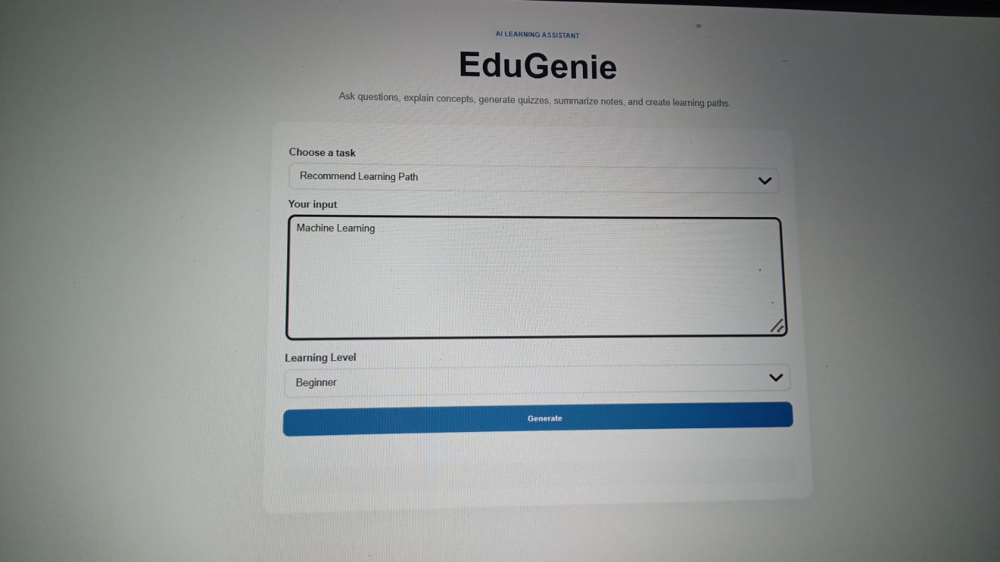 AI LEARNING ASSISTANT
EduGenie
Ask questions, explain concepts, generate quizzes, summarize notes, and create learning paths.
Choose a task
Recommend Learning Path
Your input
Machine Learning
Learning Level
Beginner
Generate